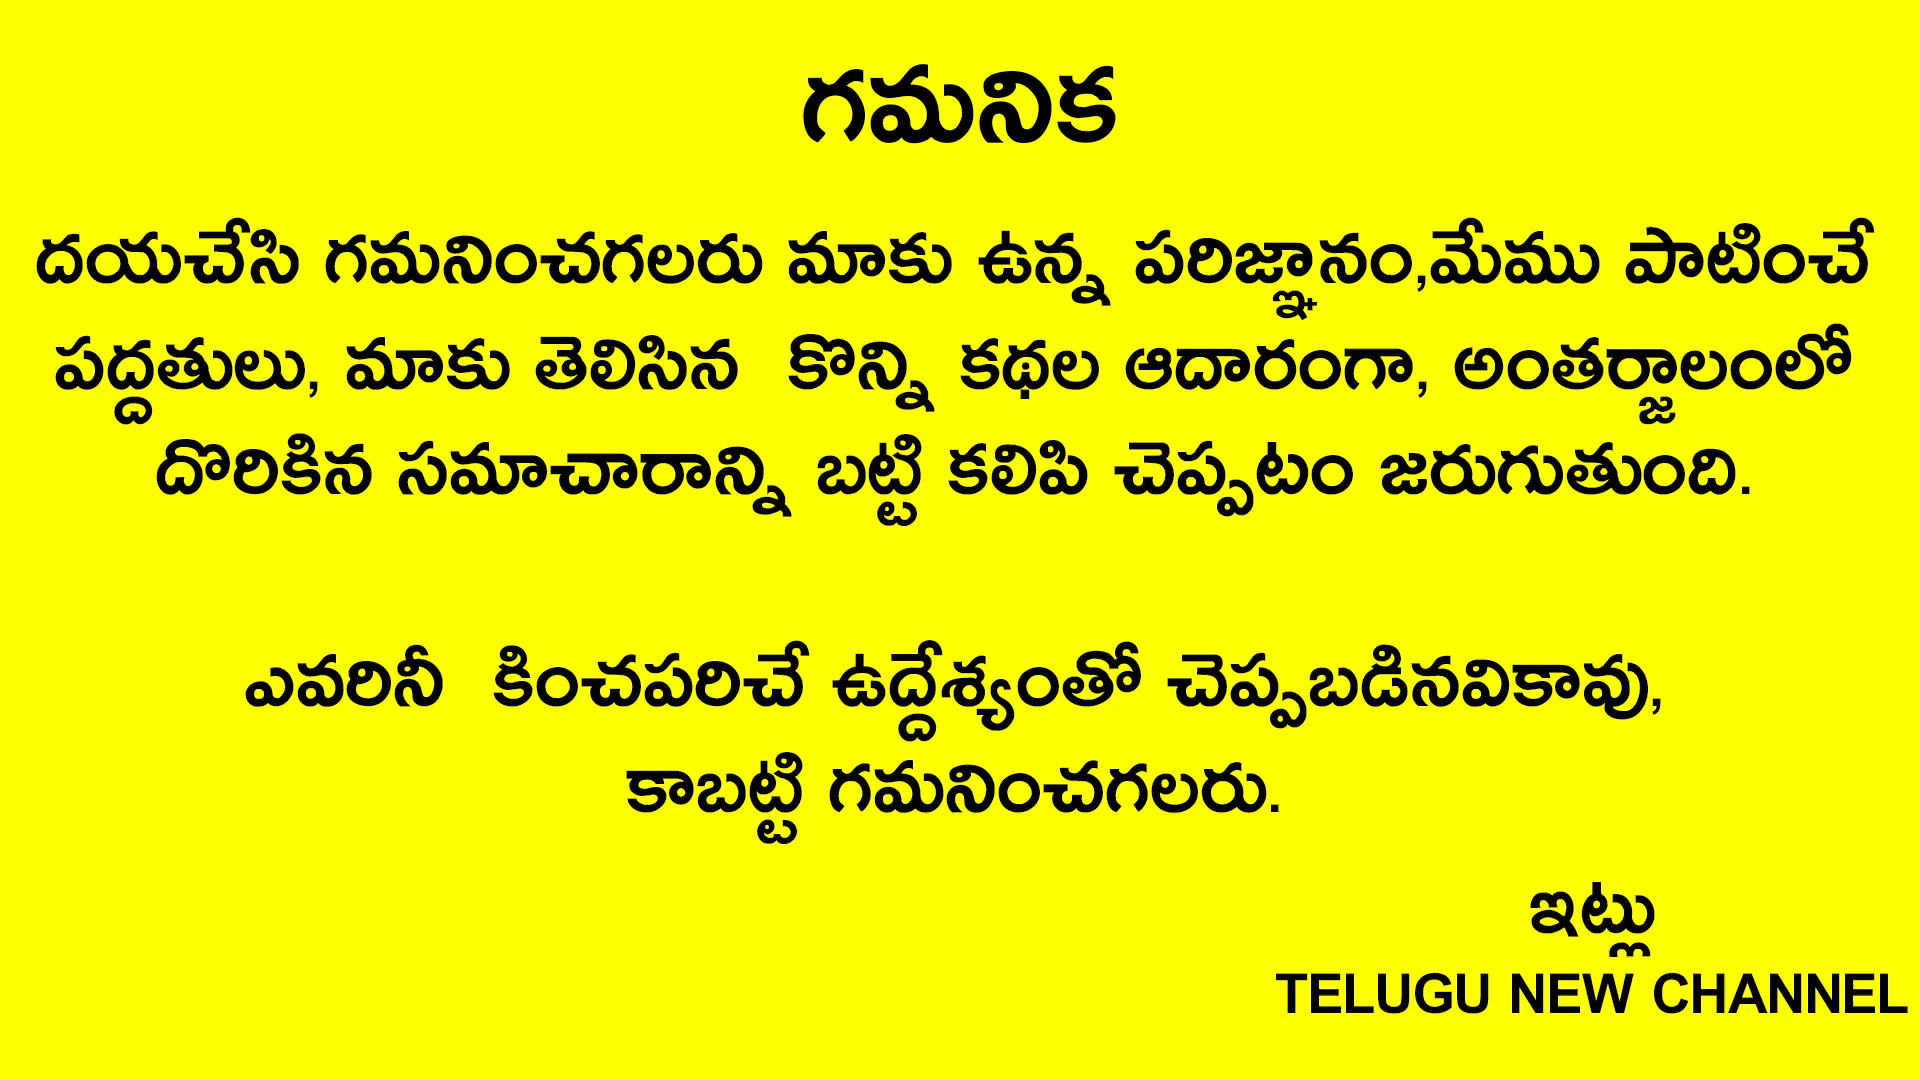 గమనిక
దయచేసి గమనించగలరు మాకు ఉన్న పరిజ్ఞానం,మేము పాటించే
పద్దతులు, మాకు తెలిసిన కొన్ని కథల ఆదారంగా, అంతర్జాలంలో
దొరికిన సమాచారాన్ని బట్టి కలిపి చెప్పటం జరుగుతుంది.
ఎవరినీ కించపరిచే ఉద్దేశ్యంతో చెప్పబడినవికావు,
కాబట్టి గమనించగలరు.
ఇట్లు
TELUGU NEW CHANNEL